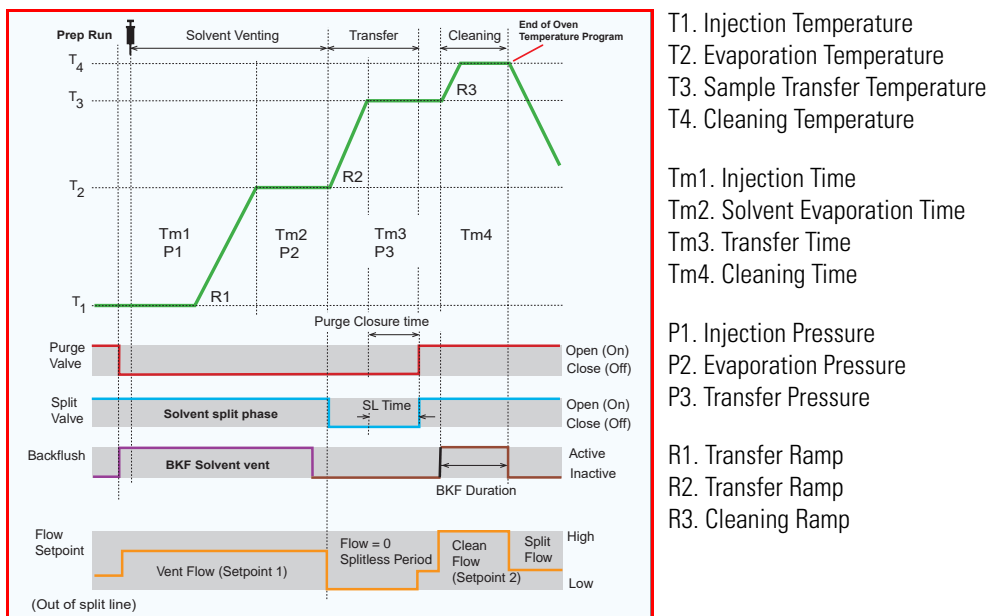 Prep Run
Solvent Venting
Transfer
Cleaning
End of Oven
Temperature Program
T4
T3
T2
T1
R3
R2
R1
Tm1
P1
Tm2
P2
Tm3
P3
Tm4
Purge Closure time
Purge
Valve
Open (On)
Close (Off)
Split
Valve
Solvent split phase
SL Time
Open (On)
Close (Off)
Backflush
BKF Solvent vent
Active
Inactive
BKF Duration
Flow
Setpoint
Vent Flow (Setpoint 1)
Flow = 0
Splitless Period
Clean
Flow
(Setpoint 2)
Split
Flow
High
Low
(Out of split line)
T1. Injection Temperature
T2. Evaporation Temperature
T3. Sample Transfer Temperature
T4. Cleaning Temperature
Tm1. Injection Time
Tm2. Solvent Evaporation Time
Tm3. Transfer Time
Tm4. Cleaning Time
P1. Injection Pressure
P2. Evaporation Pressure
P3. Transfer Pressure
R1. Transfer Ramp
R2. Transfer Ramp
R3. Cleaning Ramp